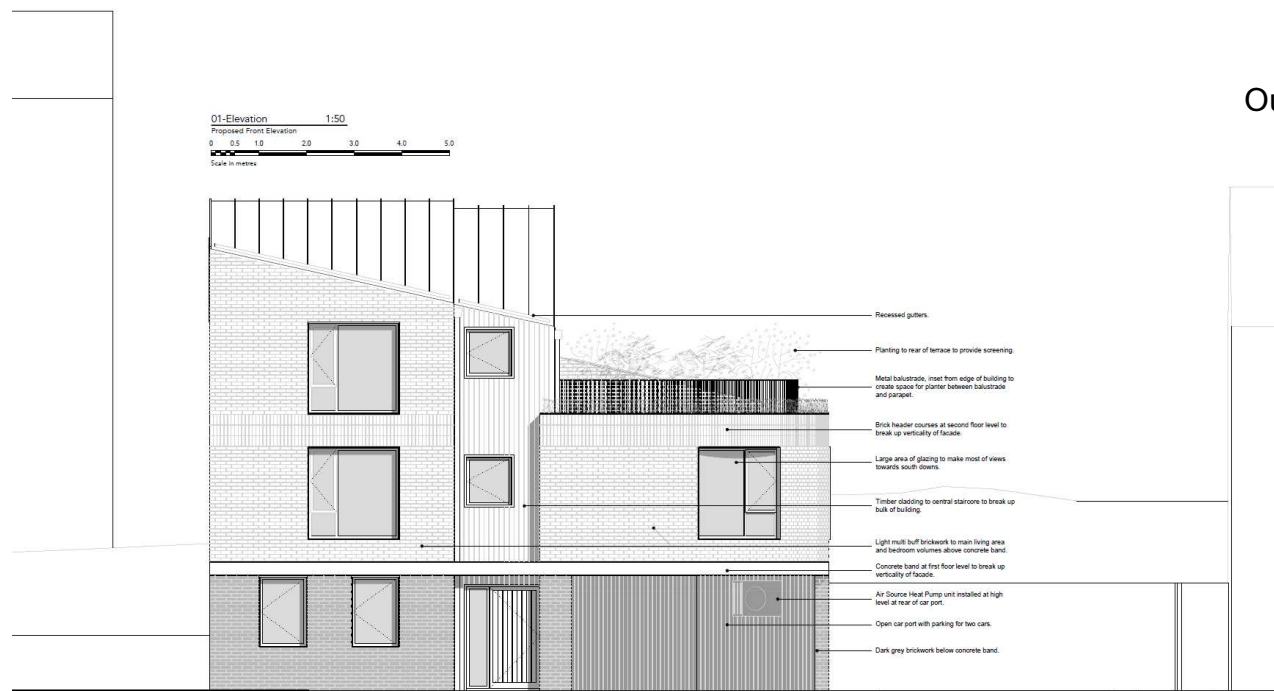 Ou
01-Elevation 1:50
Proposed Front Elevation
0 0.5 1.0 2.0 3.0 4.0 5.0
Scale in metres
Recessed gutters.
Planting to rear of terrace to provide screening.
Metal balustrade, inset from edge of building to
create space for planter between balustrade
and parapet.
Brick header courses at second floor level to
break up verticality of facade.
Large area of glazing to make most of views
towards south downs.
Timber cladding to central staircore to break up
bulk of building.
Light multi buff brickwork to main living area
and bedroom volumes above concrete band.
Concrete band at first floor level to break up
verticality of facade.
Air Source Heat Pump unit installed at high
level at rear of car port.
Open car port with parking for two cars.
Dark grey brickwork below concrete band.